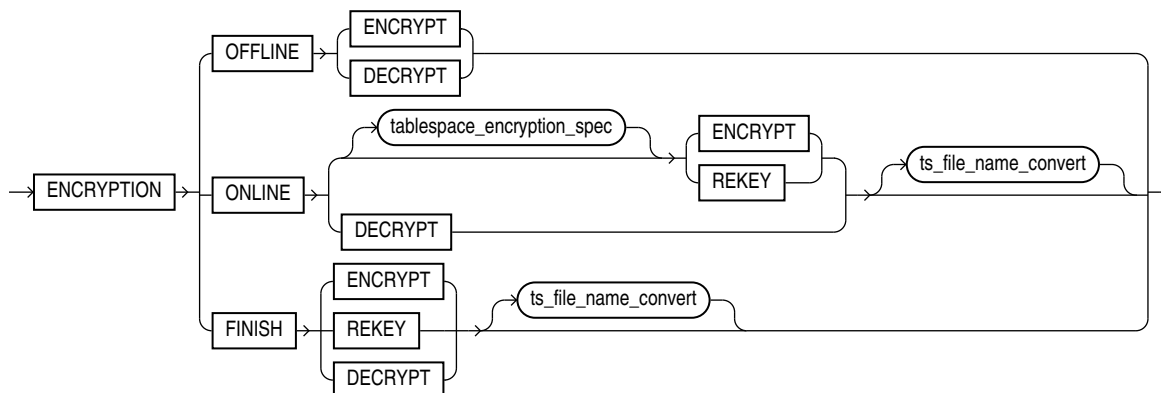 ENCRYPTION
OFFLINE
ENCRYPT
DECRYPT
ONLINE
tablespace_encryption_spec
ENCRYPT
REKEY
DECRYPT
ts_file_name_convert
FINISH
ENCRYPT
REKEY
DECRYPT
ts_file_name_convert